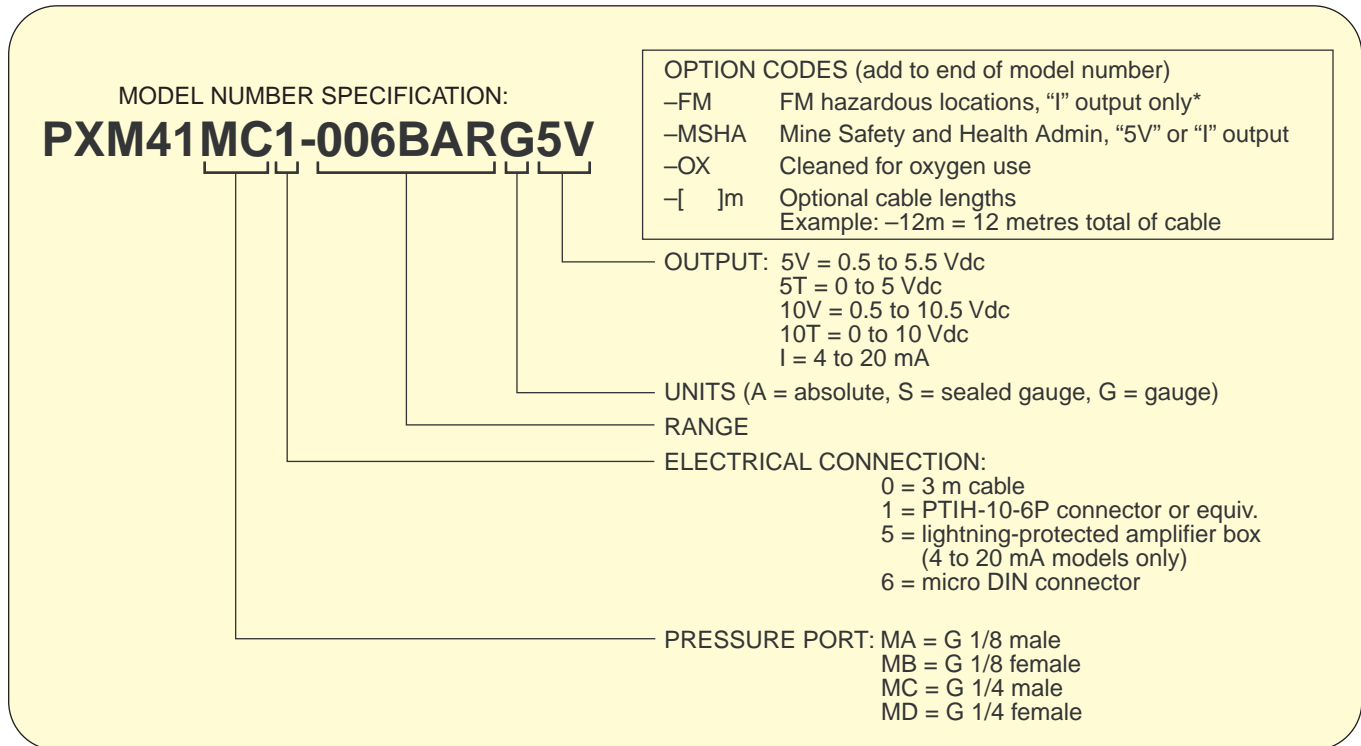 MODEL NUMBER SPECIFICATION:
PXM41MC1-006BARG5V
OPTION CODES (add to end of model number)
–FM FM hazardous locations, “I” output only*
–MSHA Mine Safety and Health Admin, “5V” or “I” output
–OX Cleaned for oxygen use
–[ ]m Optional cable lengths
Example: –12m = 12 metres total of cable
OUTPUT: 5V = 0.5 to 5.5 Vdc
5T = 0 to 5 Vdc
10V = 0.5 to 10.5 Vdc
10T = 0 to 10 Vdc
I = 4 to 20 mA
UNITS (A = absolute, S = sealed gauge, G = gauge)
RANGE
ELECTRICAL CONNECTION:
0 = 3 m cable
1 = PTIH-10-6P connector or equiv.
5 = lightning-protected amplifier box
(4 to 20 mA models only)
6 = micro DIN connector
PRESSURE PORT: MA = G 1/8 male
MB = G 1/8 female
MC = G 1/4 male
MD = G 1/4 female